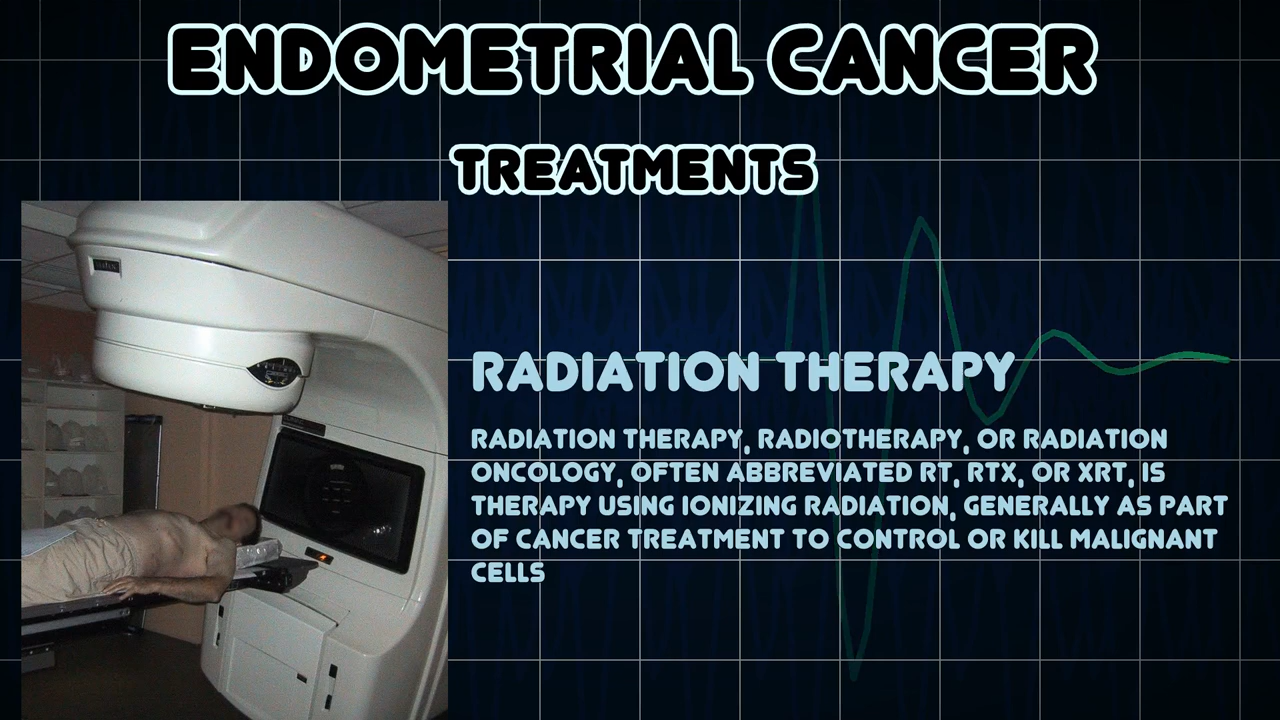 ENDOMETRIAL CANCER
TREATMENTS
RADIATION THERAPY
RADIATION THERAPY, RADIOTHERAPY, OR RADIATION
ONCOLOGY, OFTEN ABBREVIATED RT, RTX, OR XRT, IS
THERAPY USING IONIZING RADIATION, GENERALLY AS PART
OF CANCER TREATMENT TO CONTROL OR KILL MALIGNANT
CELLS